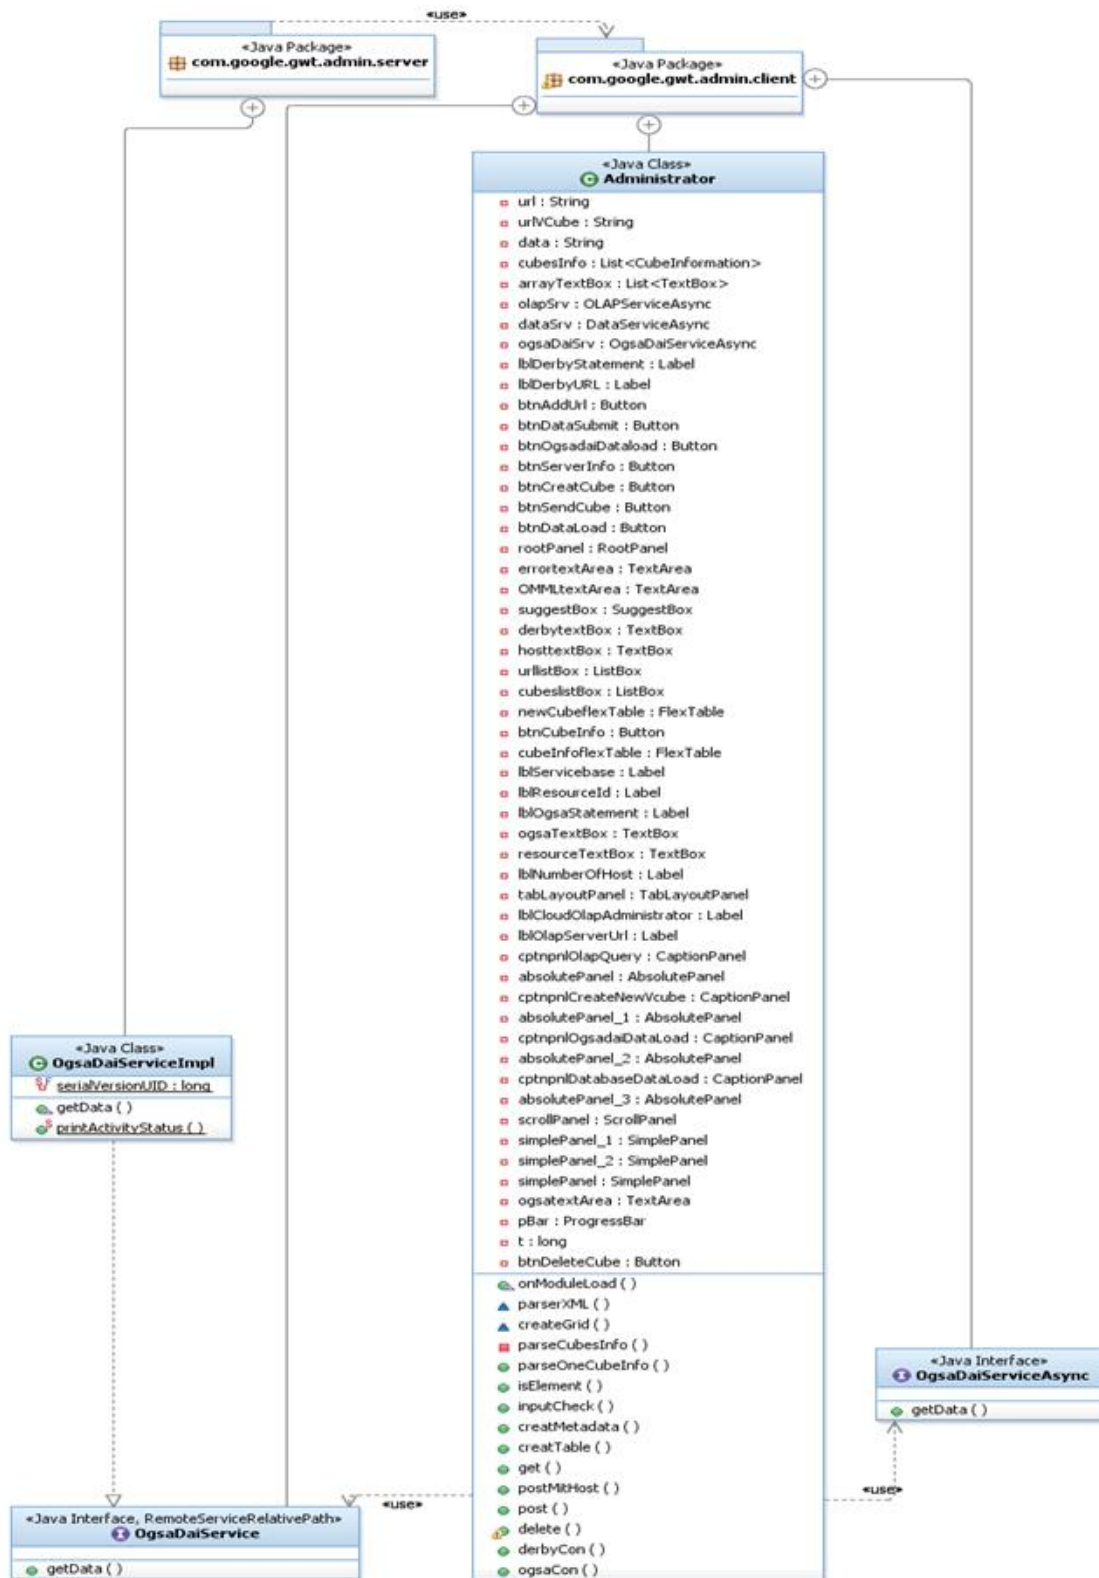 «use»
«Java Package»
com.google.gwt.admin.server
«Java Package»
com.google.gwt.admin.client
«Java Class»
Administrator
url : String
urlVCube : String
data : String
cubesInfo : List<CubeInformation>
arrayTextBox : List<TextBox>
olapSrv : OLAPServiceAsync
dataSrv : DataServiceAsync
ogsaDaiSrv : OgsaDaiServiceAsync
lblDerbyStatement : Label
lblDerbyURL : Label
btnAddUrl : Button
btnDataSubmit : Button
btnOgsadaiDataload : Button
btnServerInfo : Button
btnCreatCube : Button
btnSendCube : Button
btnDataLoad : Button
rootPanel : RootPanel
errortextArea : TextArea
OMMLtextArea : TextArea
suggestBox : SuggestBox
derbytextBox : TextBox
hosttextBox : TextBox
urllistBox : ListBox
cubeslistBox : ListBox
newCubeflexTable : FlexTable
btnCubeInfo : Button
cubeInfoflexTable : FlexTable
lblServicebase : Label
lblResourceId : Label
lblOgsaStatement : Label
ogsaTextBox : TextBox
resourceTextBox : TextBox
lblNumberOfHost : Label
tabLayoutPanel : TabLayoutPanel
lblCloudOlapAdministrator : Label
lblOlapServerUrl : Label
cptnpnlOlapQuery : CaptionPanel
absolutePanel : AbsolutePanel
cptnpnlCreateNewVcube : CaptionPanel
absolutePanel_1 : AbsolutePanel
cptnpnlOgsadaiDataLoad : CaptionPanel
absolutePanel_2 : AbsolutePanel
cptnpnlDatabaseDataLoad : CaptionPanel
absolutePanel_3 : AbsolutePanel
scrollPanel : ScrollPanel
simplePanel_1 : SimplePanel
simplePanel_2 : SimplePanel
simplePanel : SimplePanel
ogsatextArea : TextArea
pBar : ProgressBar
t : long
btnDeleteCube : Button
onModuleLoad ( )
parserXML ( )
createGrid ( )
parseCubesInfo ( )
parseOneCubeInfo ( )
isElement ( )
inputCheck ( )
creatMetadata ( )
creatTable ( )
get ( )
postMitHost ( )
post ( )
delete ( )
derbyCon ( )
ogsaCon ( )
«Java Class»
OgsaDaiServiceImpl
serialVersionUID : long
getData ( )
printActivityStatus ( )
«Java Interface»
OgsaDaiServiceAsync
getData ( )
«use»
«use»
«Java Interface, RemoteServiceRelativePath»
OgsaDaiService
getData ( )